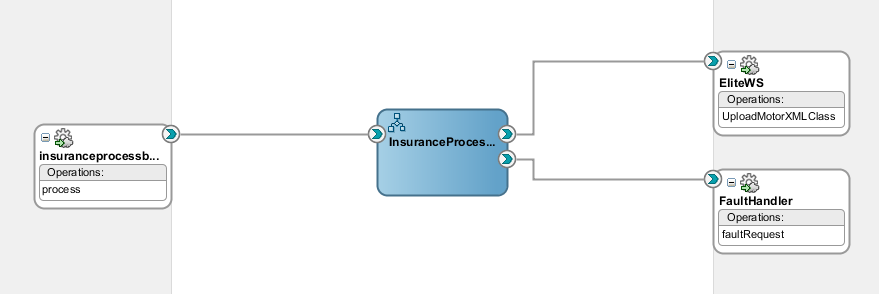 insuranceprocessb...
Operations:
process
InsuranceProces...
EliteWS
Operations:
UploadMotorXMLClass
FaultHandler
Operations:
faultRequest